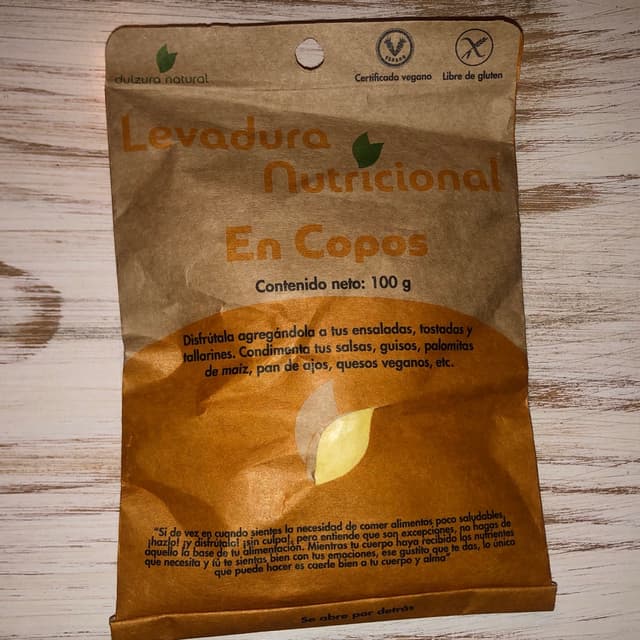 dulzura natural
Certificado vegano
Libre de gluten
Levadura
Nutricional
En Copos
Contenido neto: 100 g
Disfrútala agregándola a tus ensaladas, tostadas y
tallarines. Condimenta tus salsas, guisos, palomitas
de maíz, pan de ajos, quesos veganos, etc.
"Si de vez en cuando sientes la necesidad de comer alimentos poco saludables,
¡hazlo! ¡y disfrútalo! ¡sin culpa!, pero entiende que son excepciones, no hagas de
aquello la base de tu alimentación. Mientras tu cuerpo haya recibido los nutrientes
que necesita y tú te sientas bien con tus emociones, ese gustito que te das, lo único
que puede hacer es caerle bien a tu cuerpo y alma"
Se abre por detrás